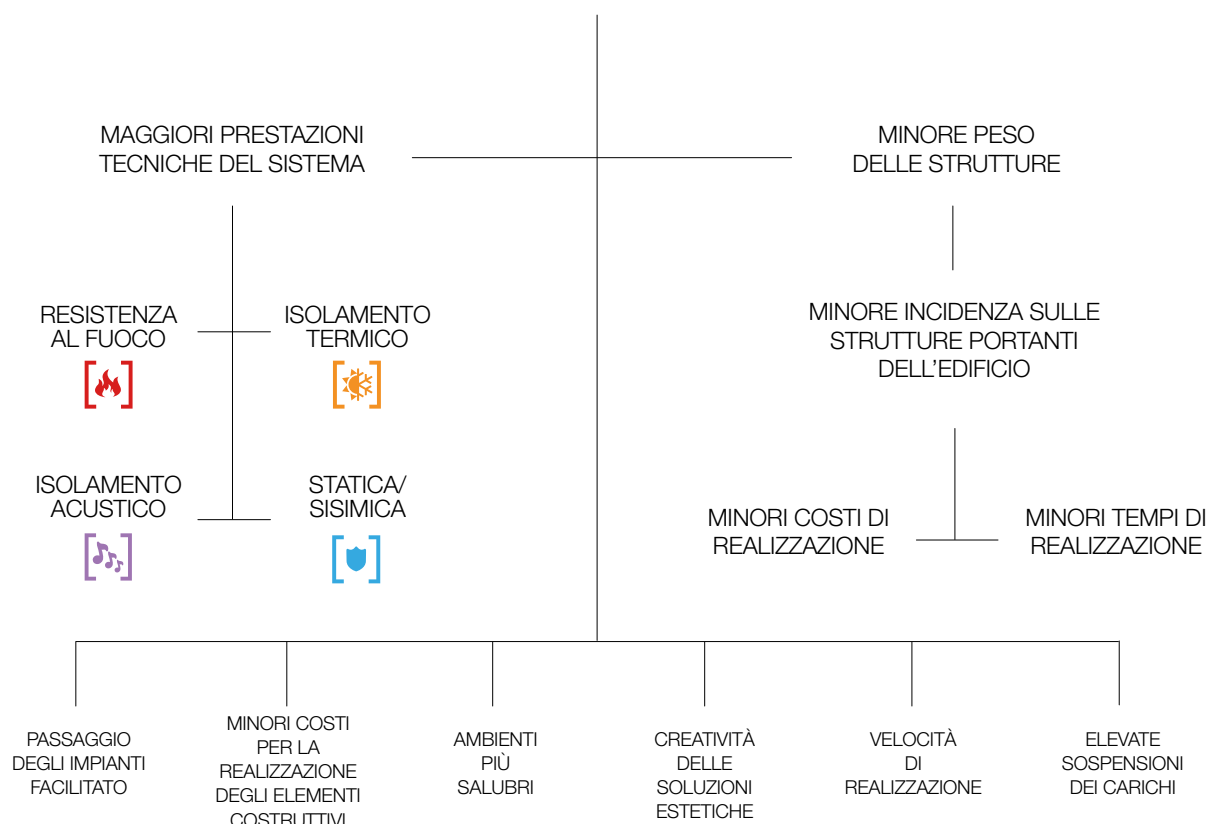 MAGGIORI PRESTAZIONI
TECNICHE DEL SISTEMA
MINORE PESO
DELLE STRUTTURE
RESISTENZA
AL FUOCO
ISOLAMENTO
TERMICO
ISOLAMENTO
ACUSTICO
STATICA/
SISIMICA
MINORE INCIDENZA SULLE
STRUTTURE PORTANTI
DELL'EDIFICIO
MINORI COSTI DI
REALIZZAZIONE
MINORI TEMPI DI
REALIZZAZIONE
PASSAGGIO
DEGLI IMPIANTI
FACILITATO
MINORI COSTI
PER LA
REALIZZAZIONE
DEGLI ELEMENTI
COSTRUTTIVI
AMBIENTI
PIÙ
SALUBRI
CREATIVITÀ
DELLE
SOLUZIONI
ESTETICHE
VELOCITÀ
DI
REALIZZAZIONE
ELEVATE
SOSPENSIONI
DEI CARICHI